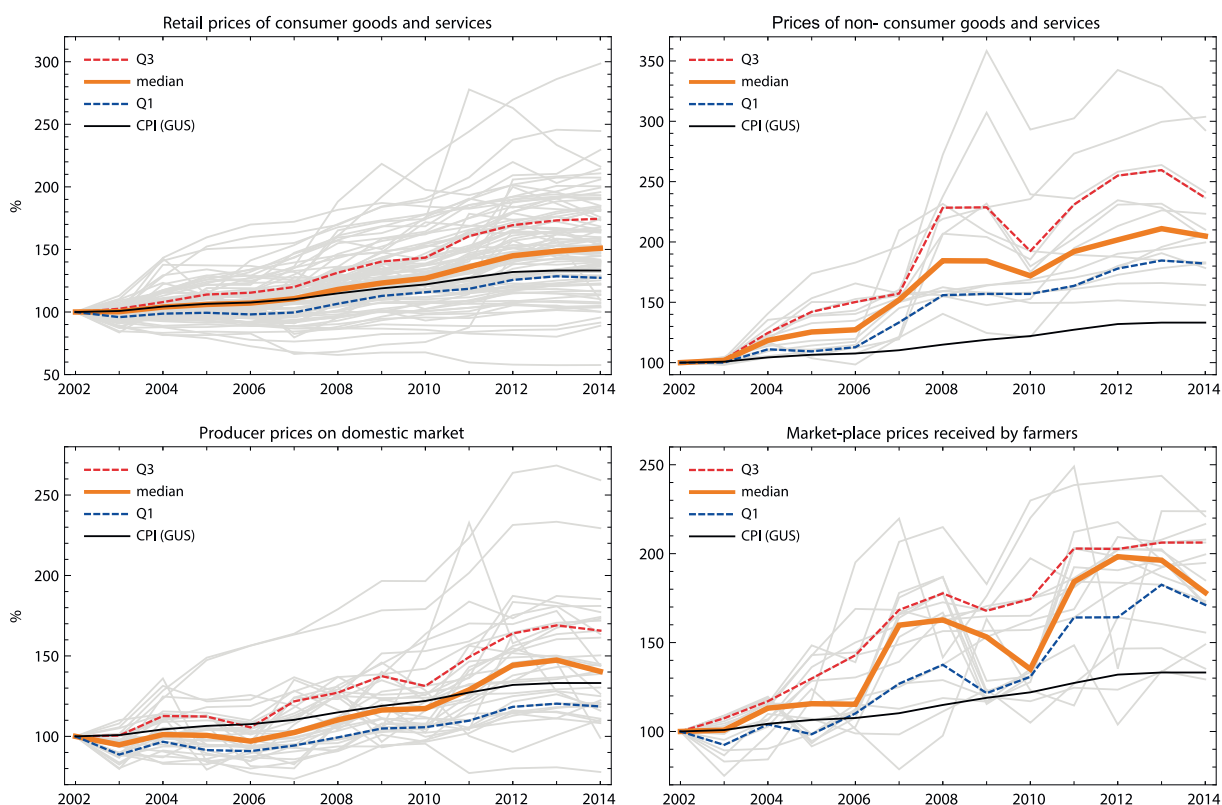 Retail prices of consumer goods and services
Q3
median
Q1
CPI (GUS)
%
300
250
200
150
100
50
2002 2004 2006 2008 2010 2012 2014
Prices of non- consumer goods and services
Q3
median
Q1
CPI (GUS)
350
300
250
200
150
100
2002 2004 2006 2008 2010 2012 2014
Producer prices on domestic market
Q3
median
Q1
CPI (GUS)
%
250
200
150
100
2002 2004 2006 2008 2010 2012 2014
Market-place prices received by farmers
Q3
median
Q1
CPI (GUS)
250
200
150
100
2002 2004 2006 2008 2010 2012 2014